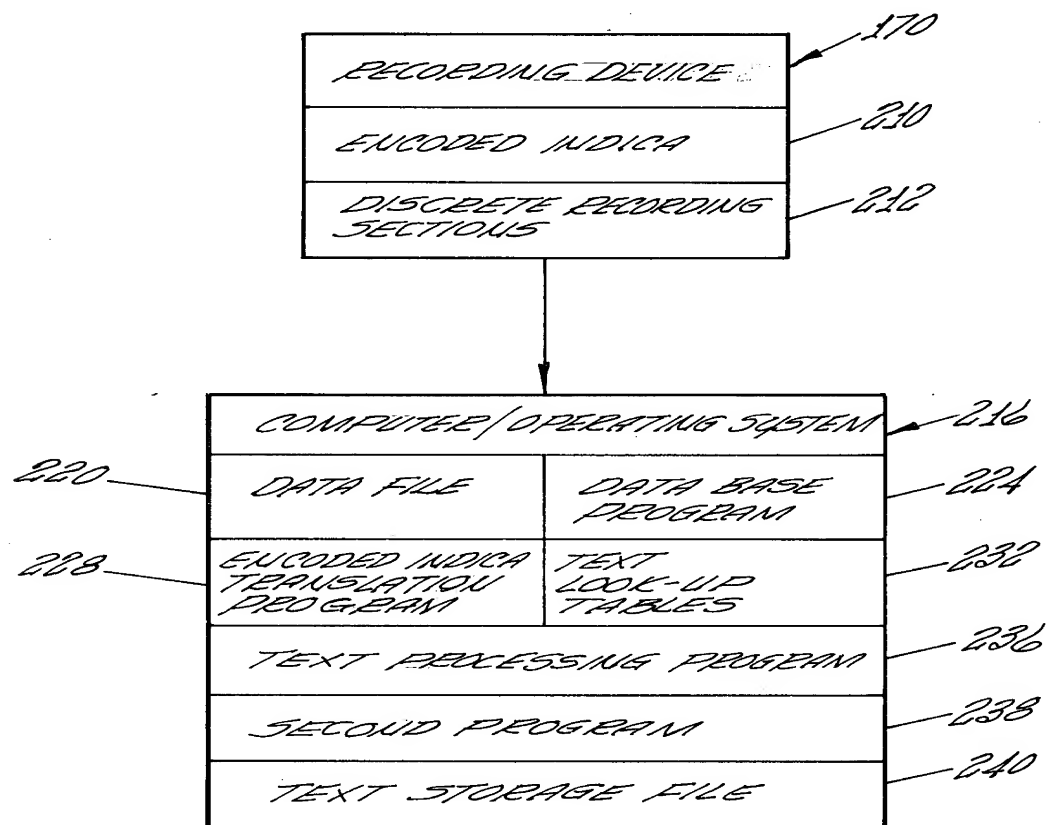 170
RECORDING DEVICE
210
ENCODED INDICA
212
DISCRETE RECORDING
SECTIONS
COMPUTER/OPERATING SYSTEM
216
220
DATA FILE
DATA BASE
PROGRAM
224
228
ENCODED INDICA
TRANSLATION
PROGRAM
TEXT
LOOK-UP
TABLES
232
TEXT PROCESSING PROGRAM
236
SECOND PROGRAM
238
TEXT STORAGE FILE
240